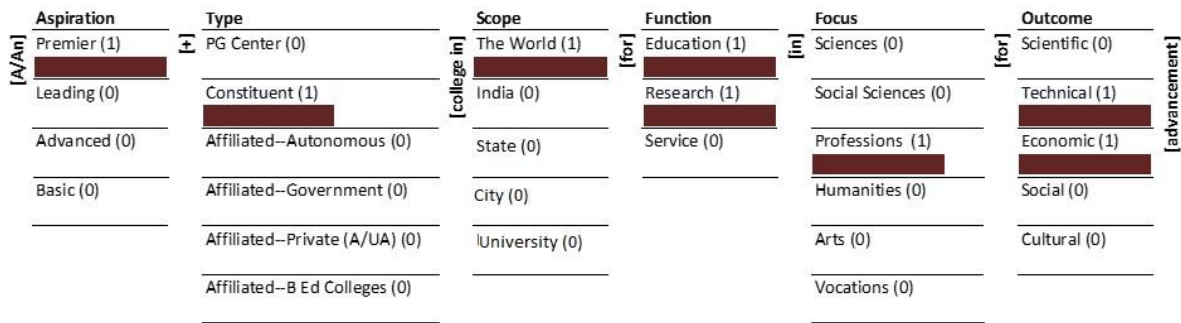 Aspiration Type Scope Function Focus Outcome
[A/An] Premier (1) [+] PG Center (0) [college in] The World (1) [for] Education (1) [in] Sciences (0) [for] Scientific (0) [advancement]
Leading (0) Constituent (1) India (0) Research (1) Social Sciences (0) Technical (1)
Advanced (0) Affiliated--Autonomous (0) State (0) Service (0) Professions (1) Economic (1)
Basic (0) Affiliated--Government (0) City (0) Humanities (0) Social (0)
Affiliated--Private (A/UA) (0) University (0) Arts (0) Cultural (0)
Affiliated--B Ed Colleges (0) Vocations (0)